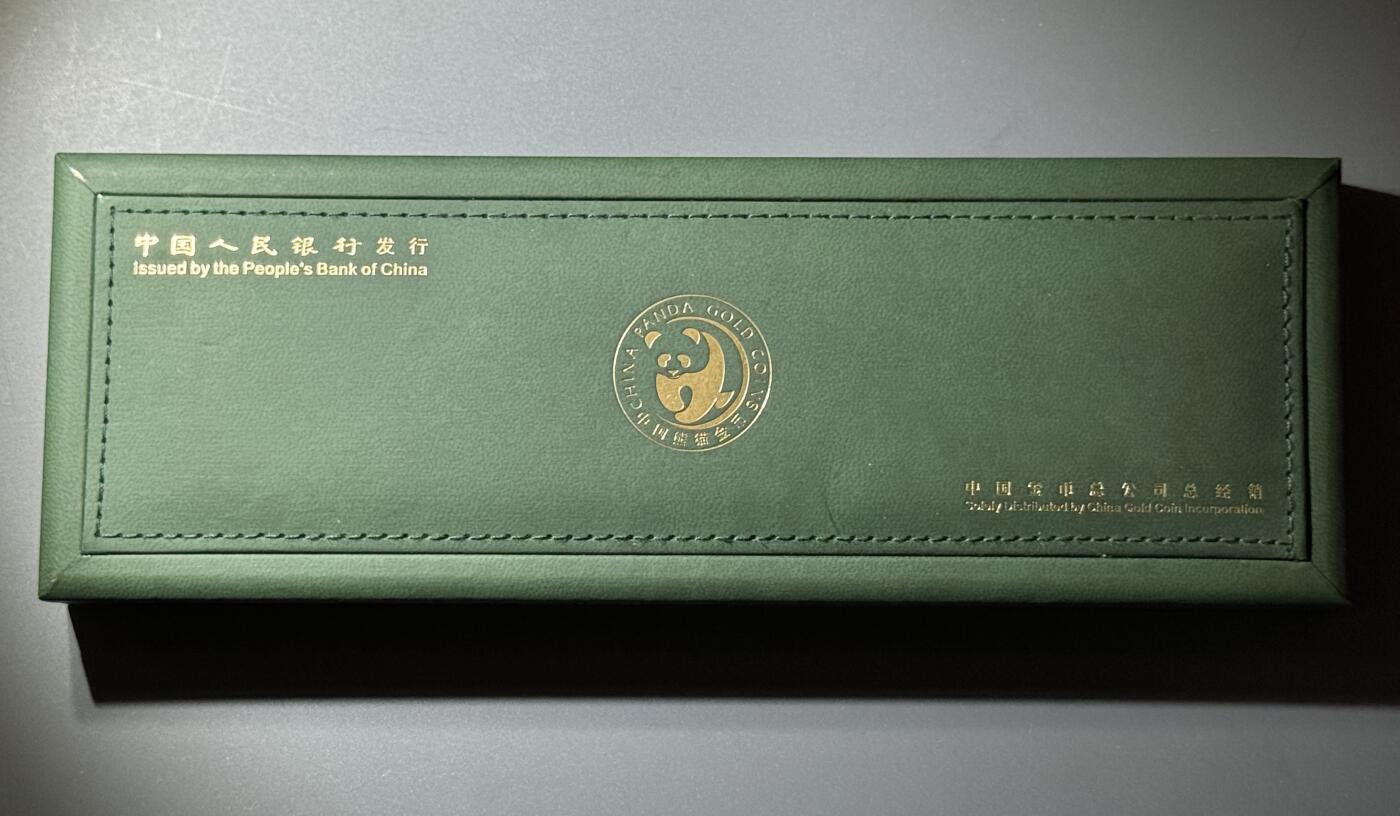 中国人民银行发行
Issued by the People's Bank of China
CHINA PANDA GOLD COINS
中国熊猫金币
中国金币总公司总经销
Solely Distributed by China Gold Coin Incorporation